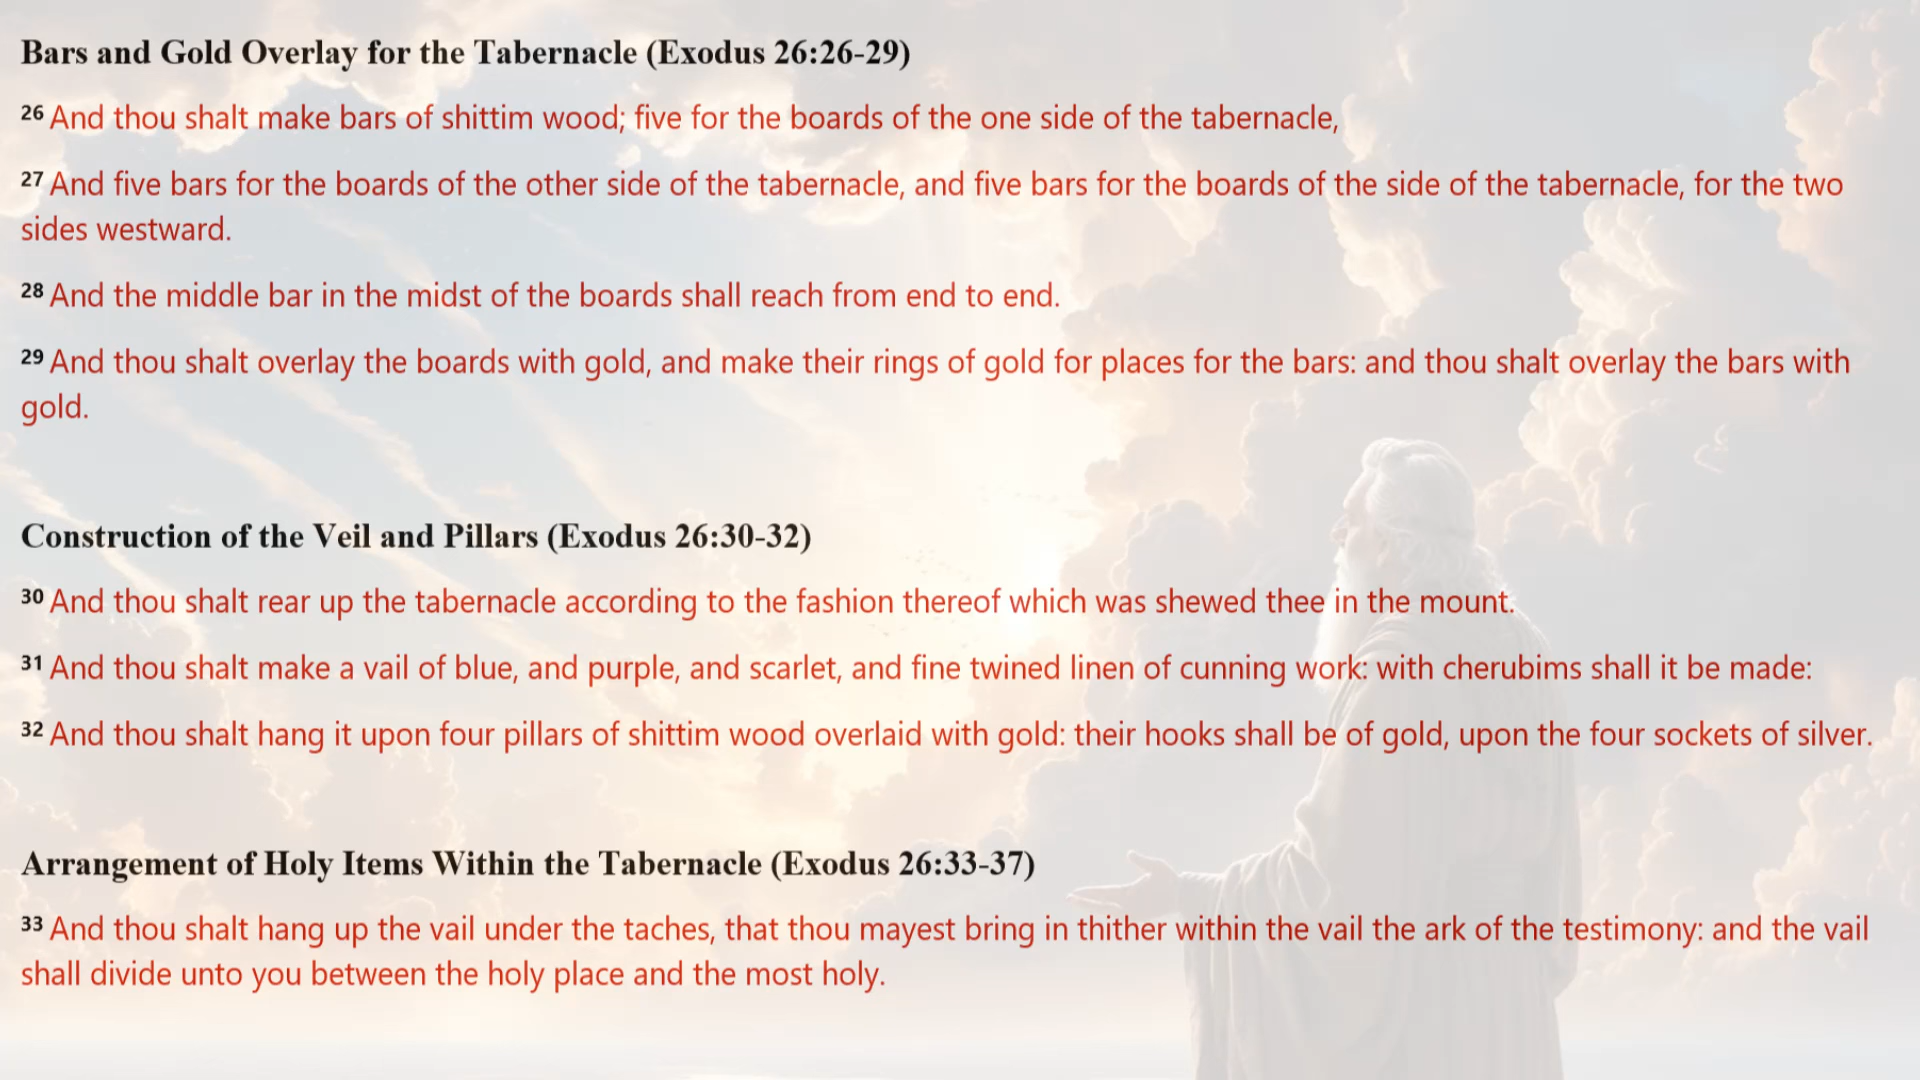 Bars and Gold Overlay for the Tabernacle (Exodus 26:26-29)
26 And thou shalt make bars of shittim wood; five for the boards of the one side of the tabernacle,
27 And five bars for the boards of the other side of the tabernacle, and five bars for the boards of the side of the tabernacle, for the two
sides westward.
28 And the middle bar in the midst of the boards shall reach from end to end.
29 And thou shalt overlay the boards with gold, and make their rings of gold for places for the bars: and thou shalt overlay the bars with
gold.
Construction of the Veil and Pillars (Exodus 26:30-32)
30 And thou shalt rear up the tabernacle according to the fashion thereof which was shewed thee in the mount.
31 And thou shalt make a vail of blue, and purple, and scarlet, and fine twined linen of cunning work: with cherubims shall it be made:
32 And thou shalt hang it upon four pillars of shittim wood overlaid with gold: their hooks shall be of gold, upon the four sockets of silver.
Arrangement of Holy Items Within the Tabernacle (Exodus 26:33-37)
33 And thou shalt hang up the vail under the taches, that thou mayest bring in thither within the vail the ark of the testimony: and the vail
shall divide unto you between the holy place and the most holy.